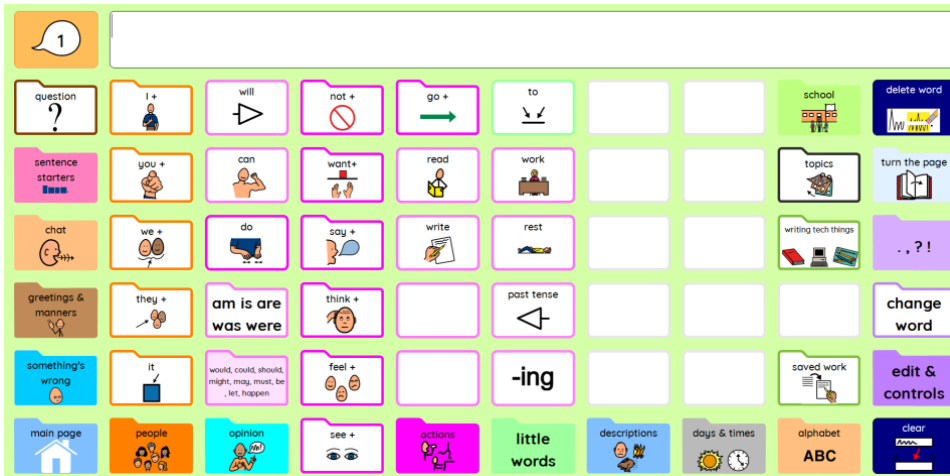 1
question
I +
will
not +
go +
to
school
delete word
sentence
starters
you +
can
want+
read
work
topics
turn the page
chat
we +
do
say +
write
rest
writing tech things
. , ? !
greetings &
manners
they +
am is are
was were
think +
past tense
change
word
something's
wrong
it
would, could, should,
might, may, must, be
, let, happen
feel +
-ing
saved work
edit &
controls
main page
people
opinion
see +
actions
little
words
descriptions
days & times
alphabet
ABC
clear